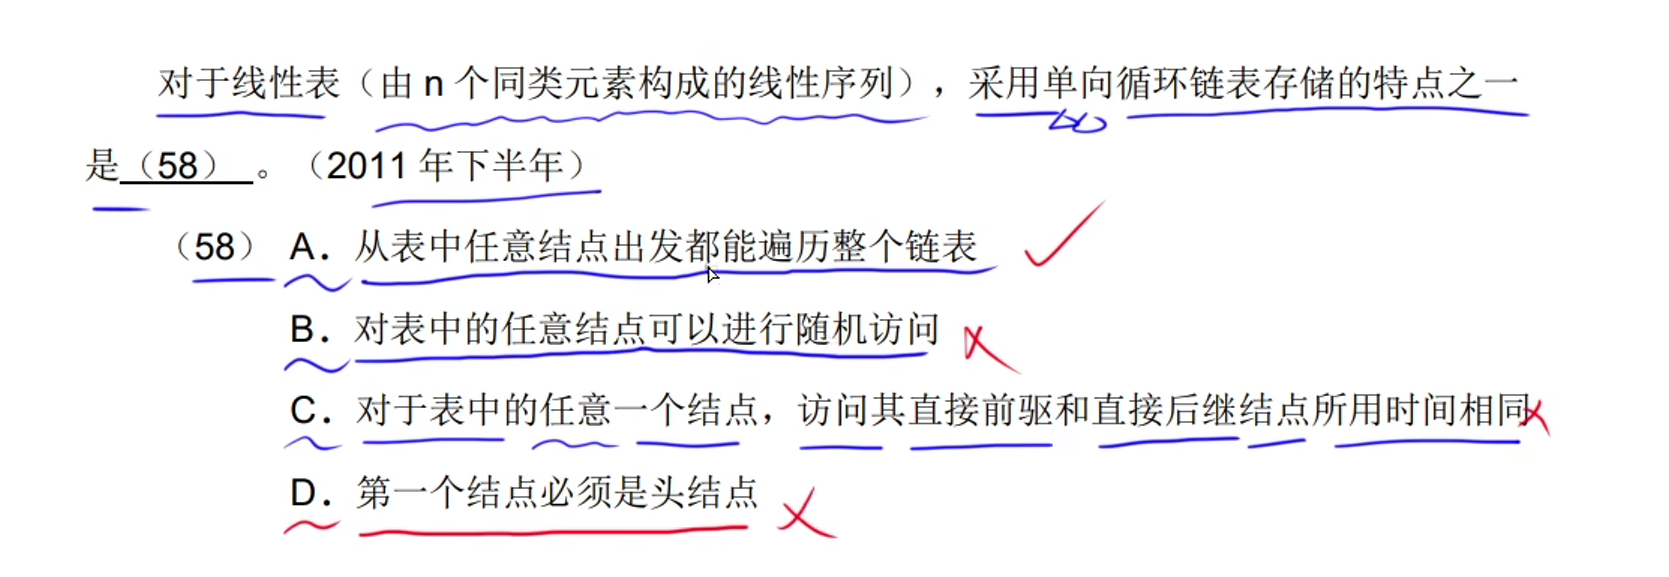 对于线性表（由 n 个同类元素构成的线性序列），采用单向循环链表存储的特点之一
是（58）。（2011 年下半年）
（58） A．从表中任意结点出发都能遍历整个链表
B．对表中的任意结点可以进行随机访问
C．对于表中的任意一个结点，访问其直接前驱和直接后继结点所用时间相同
D．第一个结点必须是头结点